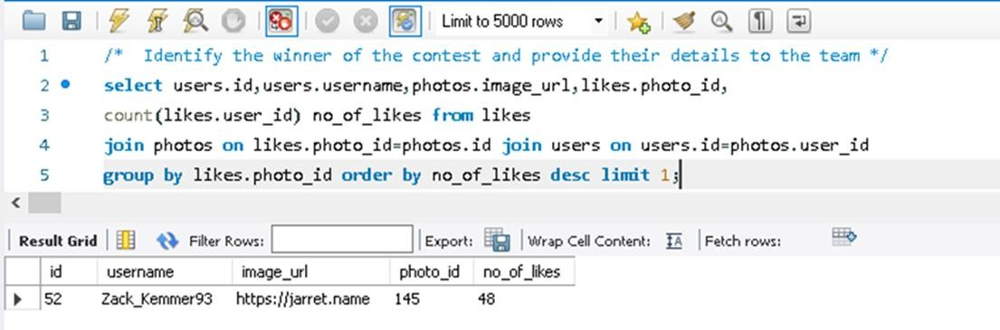 Limit to 5000 rows
1 /* Identify the winner of the contest and provide their details to the team */
2 select users.id,users.username,photos.image_url,likes.photo_id,
3 count(likes.user_id) no_of_likes from likes
4 join photos on likes.photo_id=photos.id join users on users.id=photos.user_id
5 group by likes.photo_id order by no_of_likes desc limit 1;
Result Grid Filter Rows: Export: Wrap Cell Content: Fetch rows:
id username image_url photo_id no_of_likes
52 Zack_Kemmer93 https://jarret.name 145 48